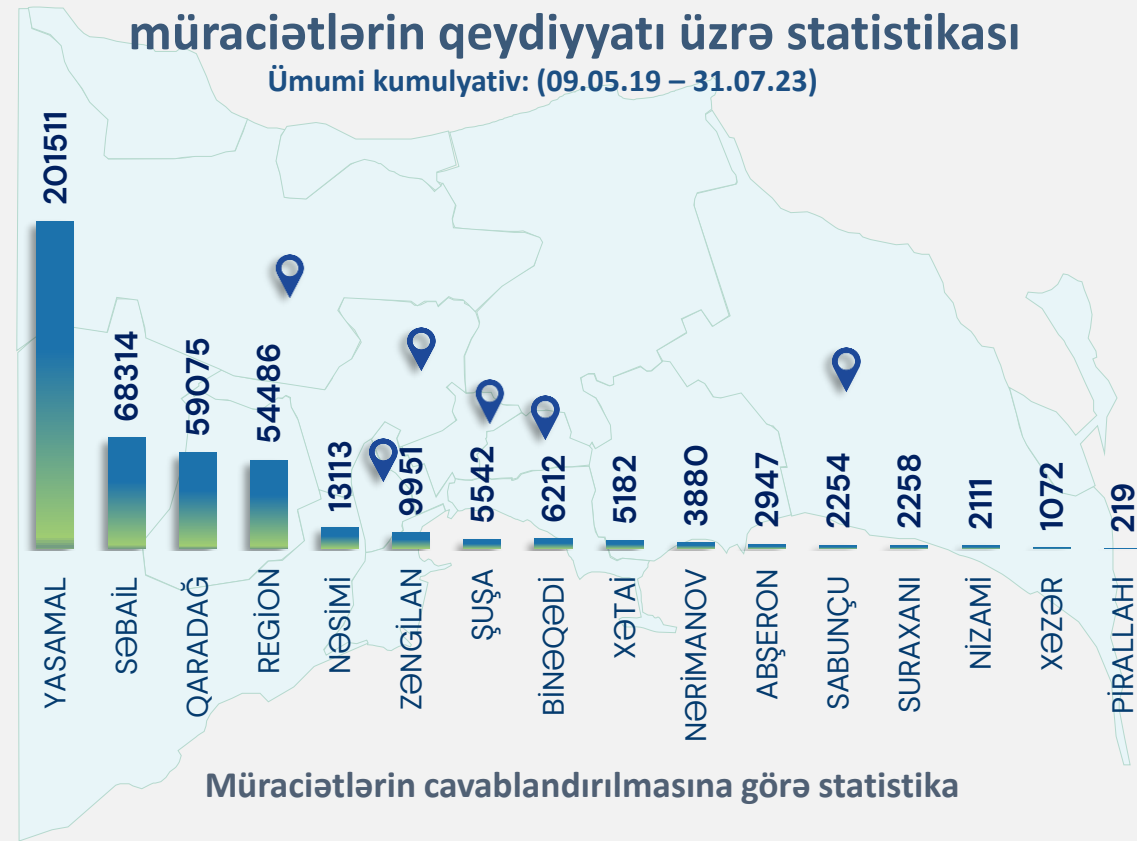 müraciətlərin qeydiyyatı üzrə statistikası
Ümumi kumulyativ: (09.05.19 – 31.07.23)
201511
68314
59075
54486
13113
9951
5542
6212
5182
3880
2947
2254
2258
2111
1072
219
YASAMAL
SƏBAİL
QARADAĞ
REGİON
NƏSİMİ
ZƏNGİLAN
ŞUŞA
BİNƏQƏDİ
XƏTAİ
NƏRİMANOV
ABŞERON
SABUNÇU
SURAXANI
NİZAMİ
XƏZƏR
PİRALLAHI
Müraciətlərin cavablandırılmasına görə statistika